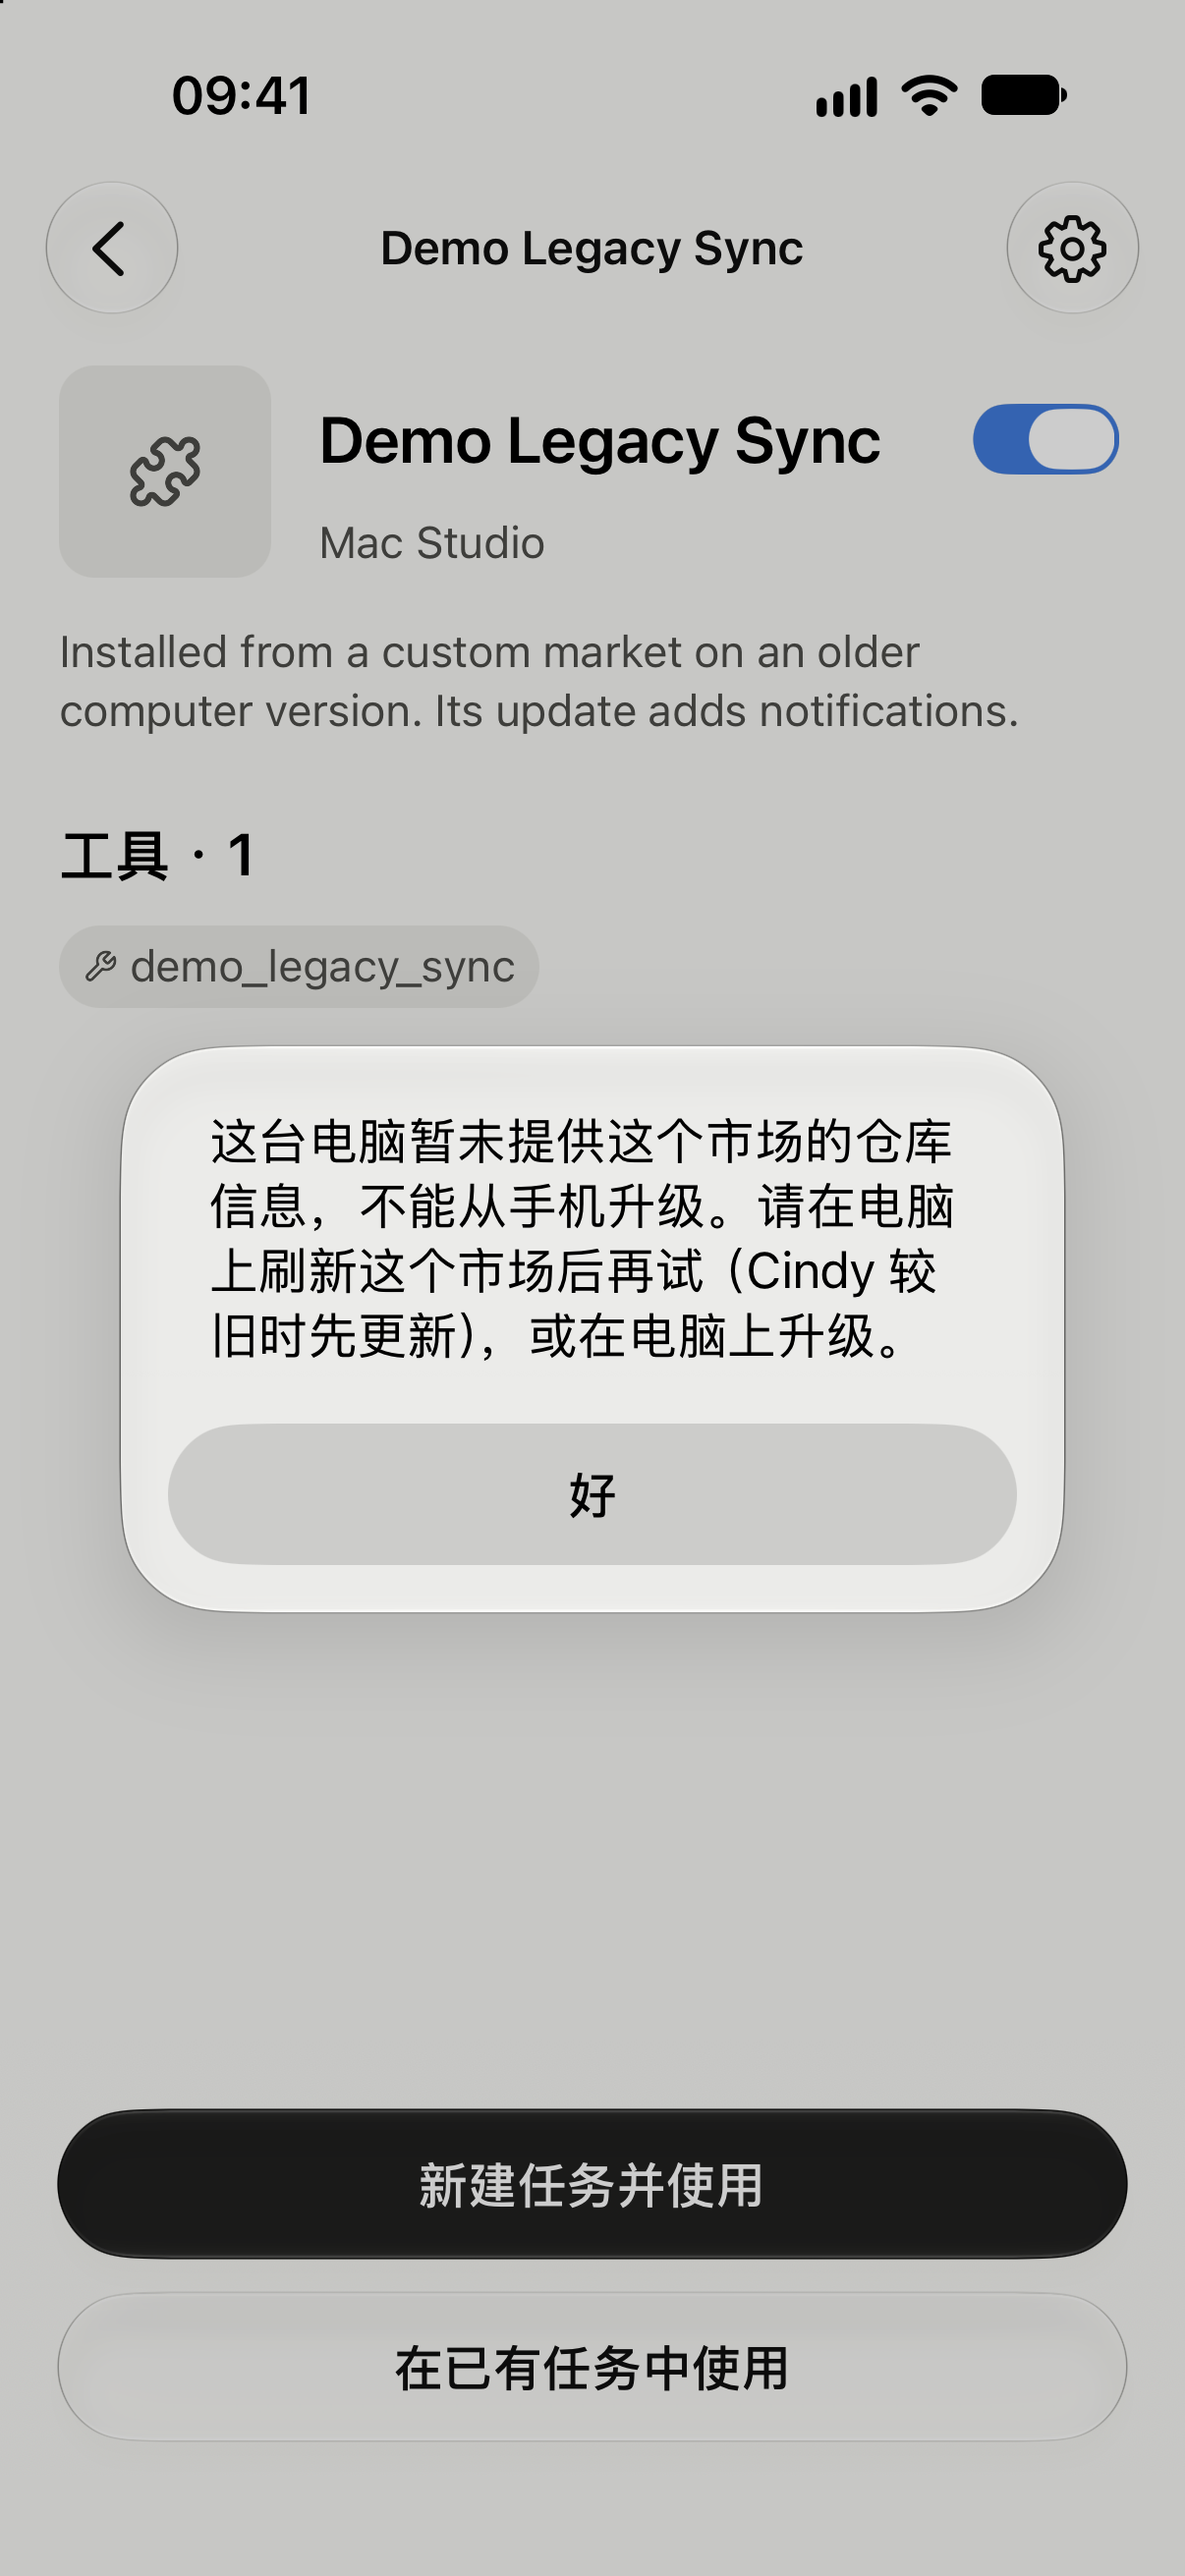 09:41
Demo Legacy Sync
Demo Legacy Sync
Mac Studio
Installed from a custom market on an older
computer version. Its update adds notifications.
工具 · 1
demo_legacy_sync
这台电脑暂未提供这个市场的仓库
信息，不能从手机升级。请在电脑
上刷新这个市场后再试（Cindy 较
旧时先更新），或在电脑上升级。
好
新建任务并使用
在已有任务中使用